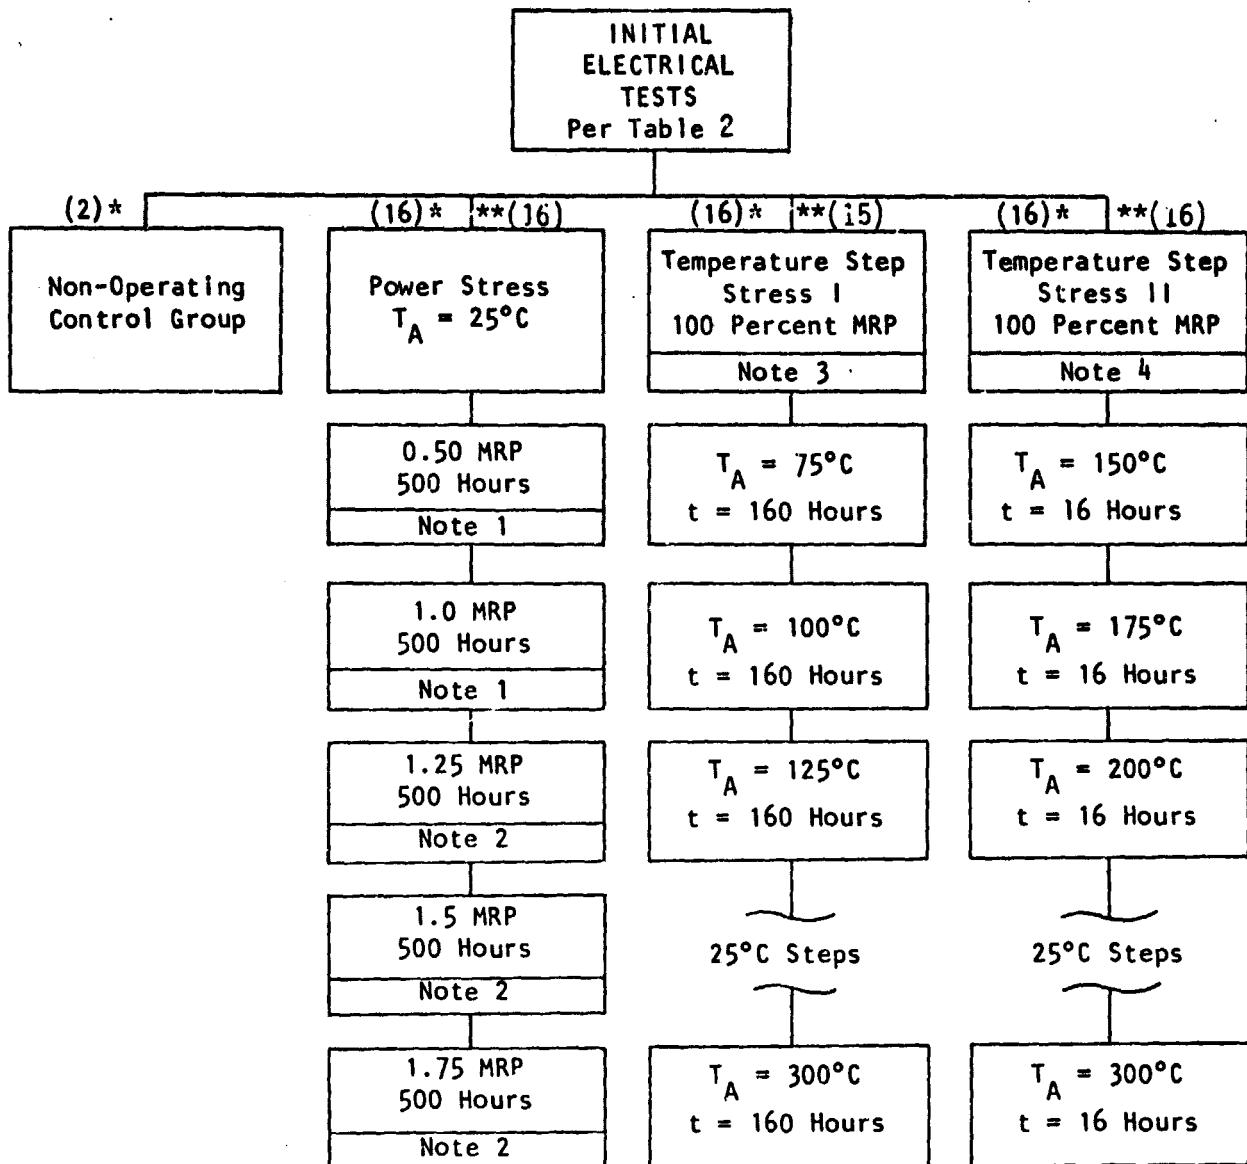 INITIAL
ELECTRICAL
TESTS
Per Table 2
(2)*
(16)* **(16)
(16)* **(15)
(16)* **(16)
Non-Operating
Control Group
Power Stress
T_A = 25°C
0.50 MRP
500 Hours
Note 1
1.0 MRP
500 Hours
Note 1
1.25 MRP
500 Hours
Note 2
1.5 MRP
500 Hours
Note 2
1.75 MRP
500 Hours
Note 2
Temperature Step
Stress I
100 Percent MRP
Note 3
T_A = 75°C
t = 160 Hours
T_A = 100°C
t = 160 Hours
T_A = 125°C
t = 160 Hours
25°C Steps
T_A = 300°C
t = 160 Hours
Temperature Step
Stress II
100 Percent MRP
Note 4
T_A = 150°C
t = 16 Hours
T_A = 175°C
t = 16 Hours
T_A = 200°C
t = 16 Hours
25°C Steps
T_A = 300°C
t = 16 Hours